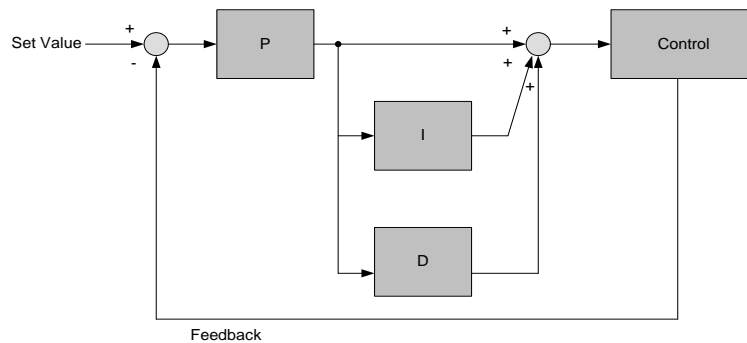 +
Set Value
-
P
+
+
+
Control
I
D
Feedback